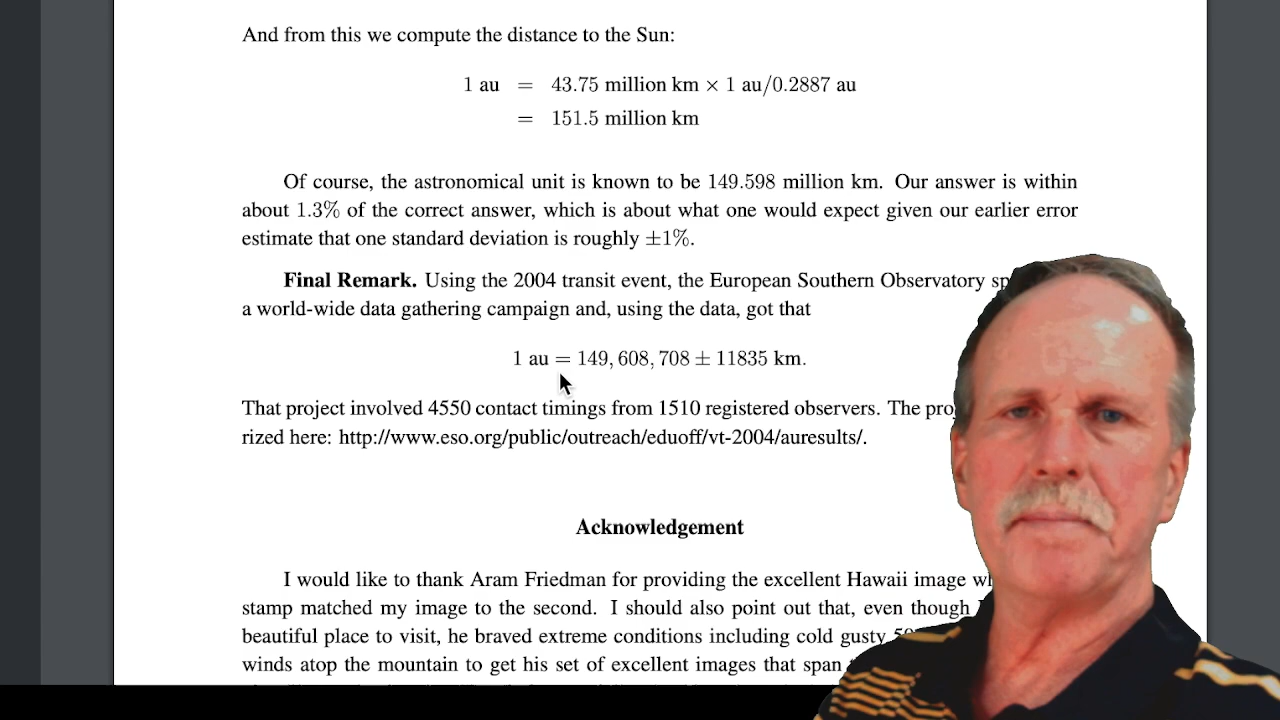 And from this we compute the distance to the Sun:
1 au = 43.75 million km × 1 au/0.2887 au
= 151.5 million km
Of course, the astronomical unit is known to be 149.598 million km. Our answer is within
about 1.3% of the correct answer, which is about what one would expect given our earlier error
estimate that one standard deviation is roughly ±1%.
Final Remark. Using the 2004 transit event, the European Southern Observatory
a world-wide data gathering campaign and, using the data, got that
1 au = 149, 608, 708 ± 11835 km.
That project involved 4550 contact timings from 1510 registered observers. The
rized here: http://www.eso.org/public/outreach/eduoff/vt-2004/auresults/.
Acknowledgement
I would like to thank Aram Friedman for providing the excellent Hawaii image
stamp matched my image to the second. I should also point out that, even though
beautiful place to visit, he braved extreme conditions including cold gusty
winds atop the mountain to get his set of excellent images that span